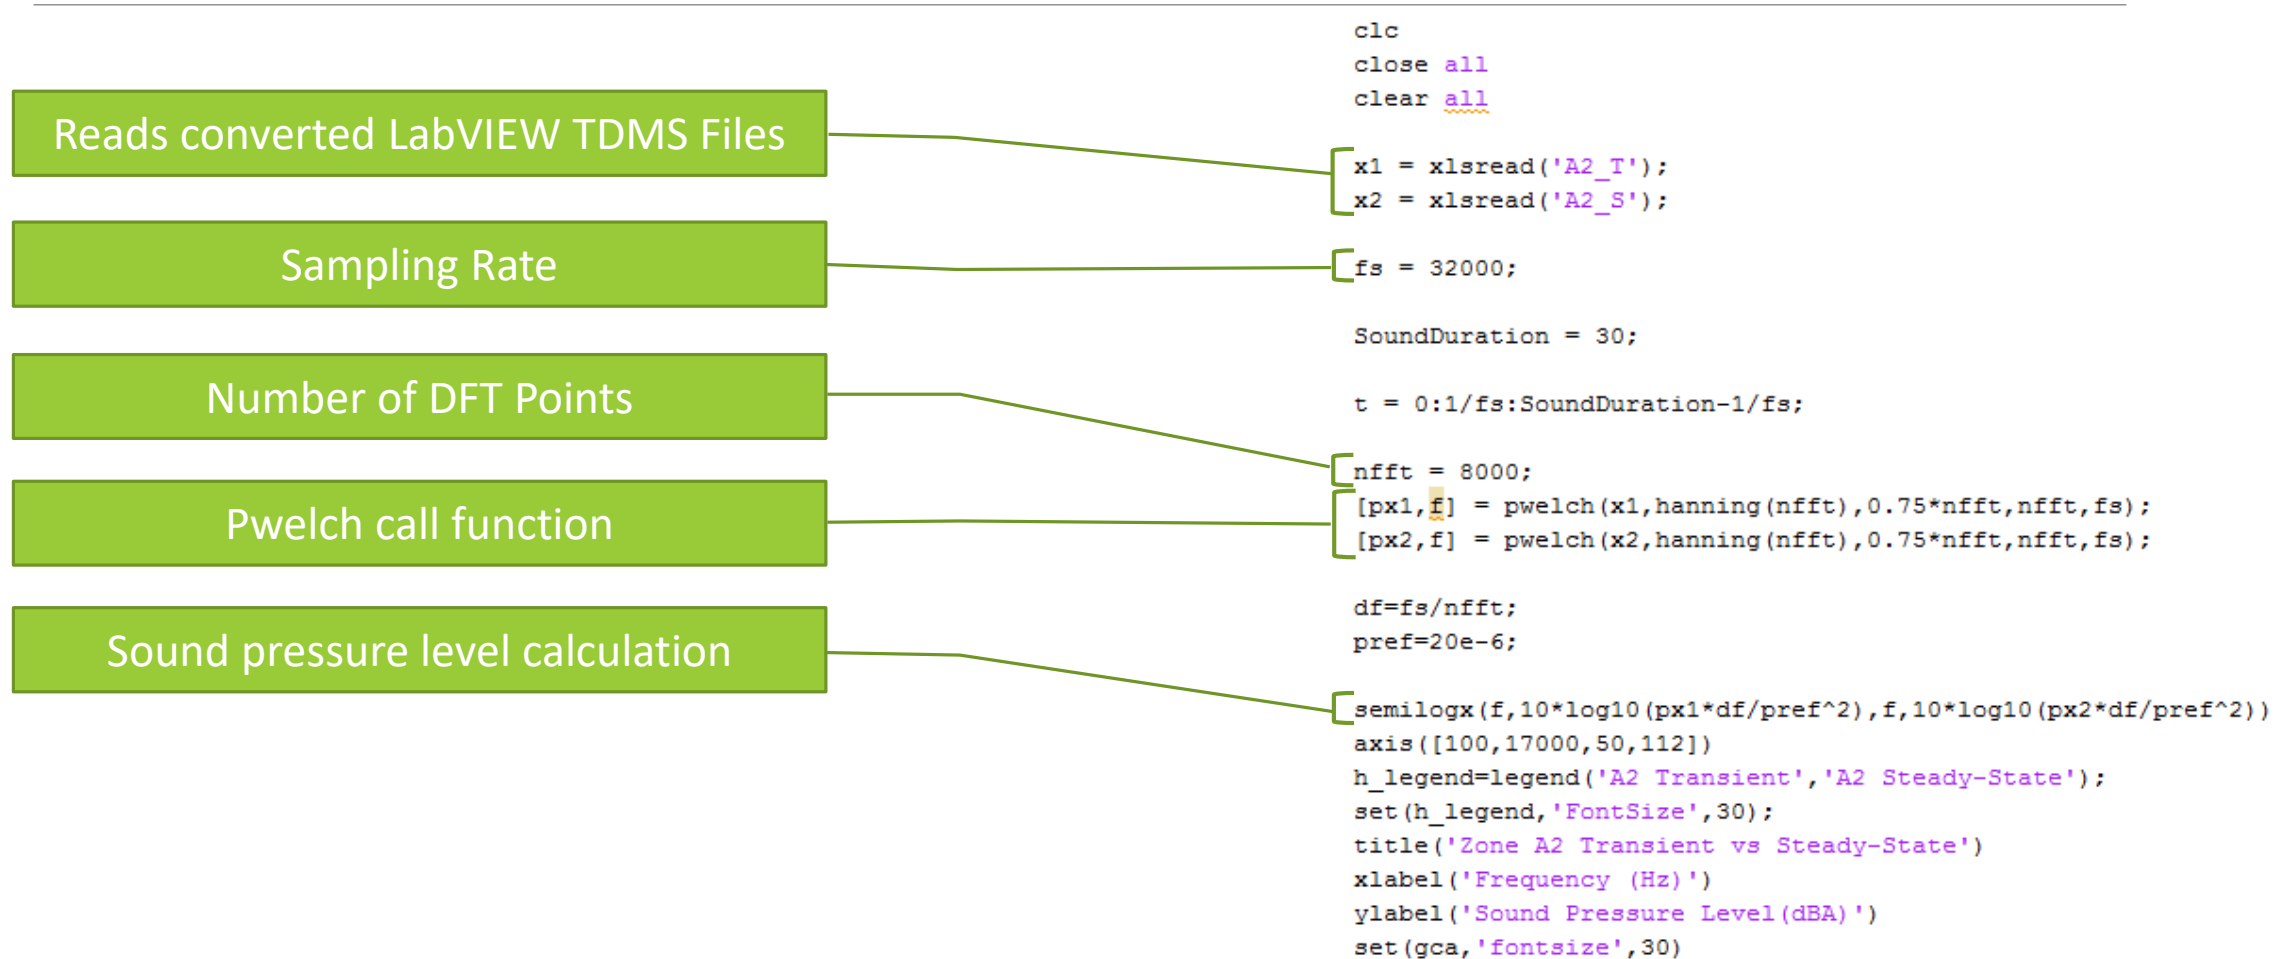 Reads converted LabVIEW TDMS Files
Sampling Rate
Number of DFT Points
Pwelch call function
Sound pressure level calculation
clc
close all
clear all
x1 = xlsread('A2_T');
x2 = xlsread('A2_S');
fs = 32000;
SoundDuration = 30;
t = 0:1/fs:SoundDuration-1/fs;
nfft = 8000;
[px1,f] = pwelch(x1,hanning(nfft),0.75*nfft,nfft,fs);
[px2,f] = pwelch(x2,hanning(nfft),0.75*nfft,nfft,fs);
df=fs/nfft;
pref=20e-6;
semilogx(f,10*log10(px1*df/pref^2),f,10*log10(px2*df/pref^2))
axis([100,17000,50,112])
h_legend=legend('A2 Transient','A2 Steady-State');
set(h_legend,'FontSize',30);
title('Zone A2 Transient vs Steady-State')
xlabel('Frequency (Hz)')
ylabel('Sound Pressure Level(dBA)')
set(gca,'fontsize',30)